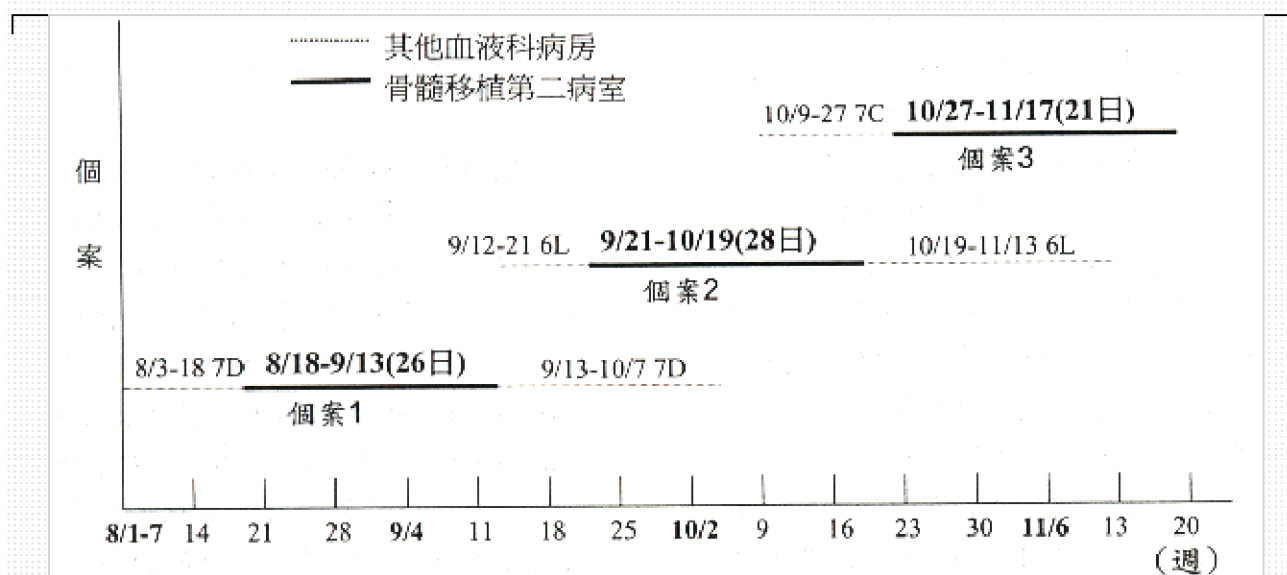 其他血液科病房
骨髓移植第二病室
10/9-27 7C 10/27-11/17(21日)
個案3
個
案
9/12-21 6L 9/21-10/19(28日) 10/19-11/13 6L
個案2
8/3-18 7D 8/18-9/13(26日) 9/13-10/7 7D
個案1
8/1-7 14 21 28 9/4 11 18 25 10/2 9 16 23 30 11/6 13 20
(週)